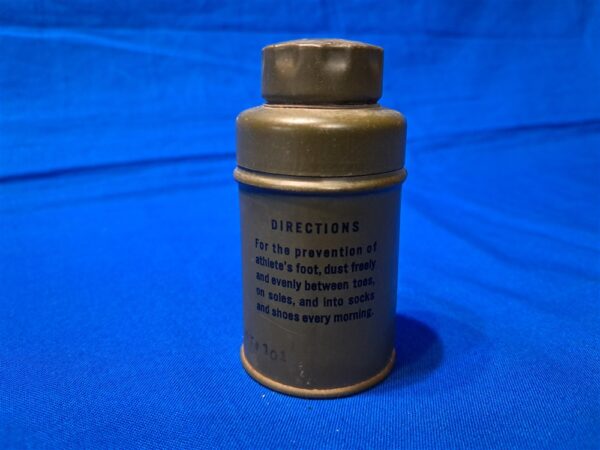 DIRECTIONS
For the prevention of
athlete's foot, dust freely
and evenly between toes,
on soles, and into socks
and shoes every morning.